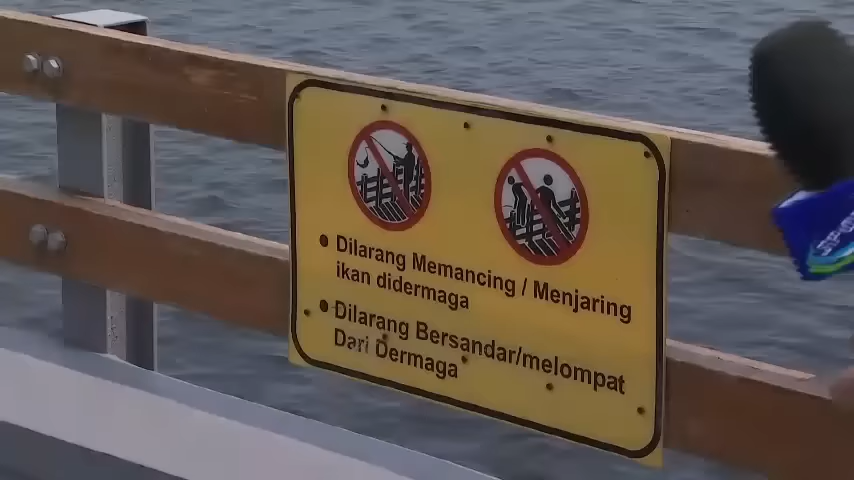 Dilarang Memancing / Menjaring
ikan didermaga
Dilarang Bersandar/melompat
Dari Dermaga